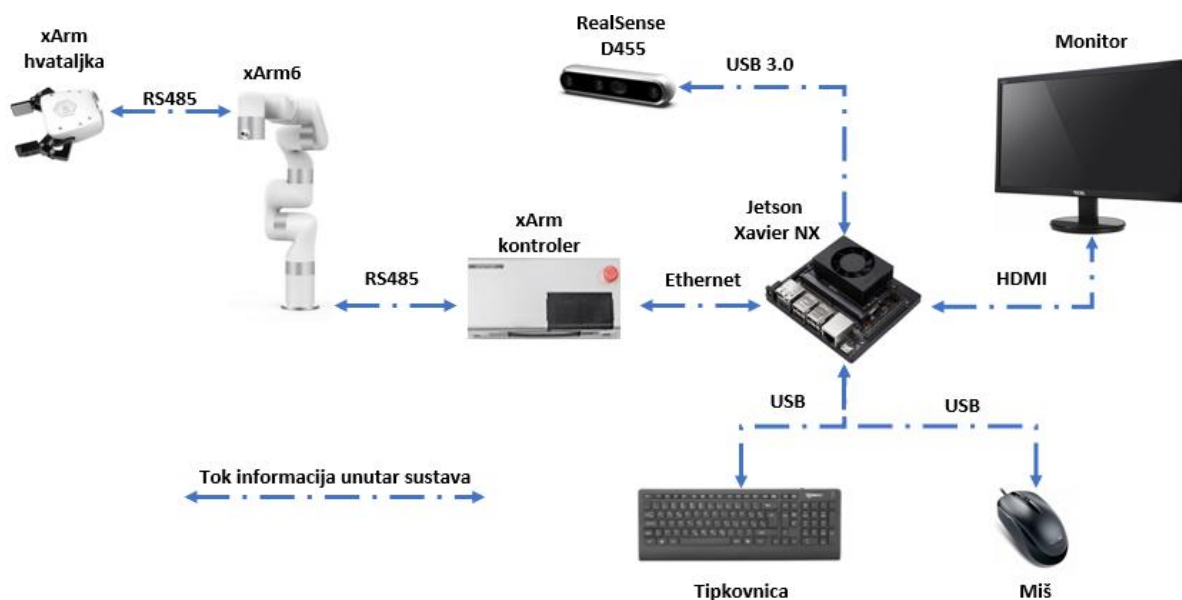 xArm
hvataljka
RS485
xArm6
RealSense
D455
USB 3.0
Monitor
xArm
kontroler
Jetson
Xavier NX
RS485
Ethernet
HDMI
USB
USB
Tok informacija unutar sustava
Tipkovnica
Miš